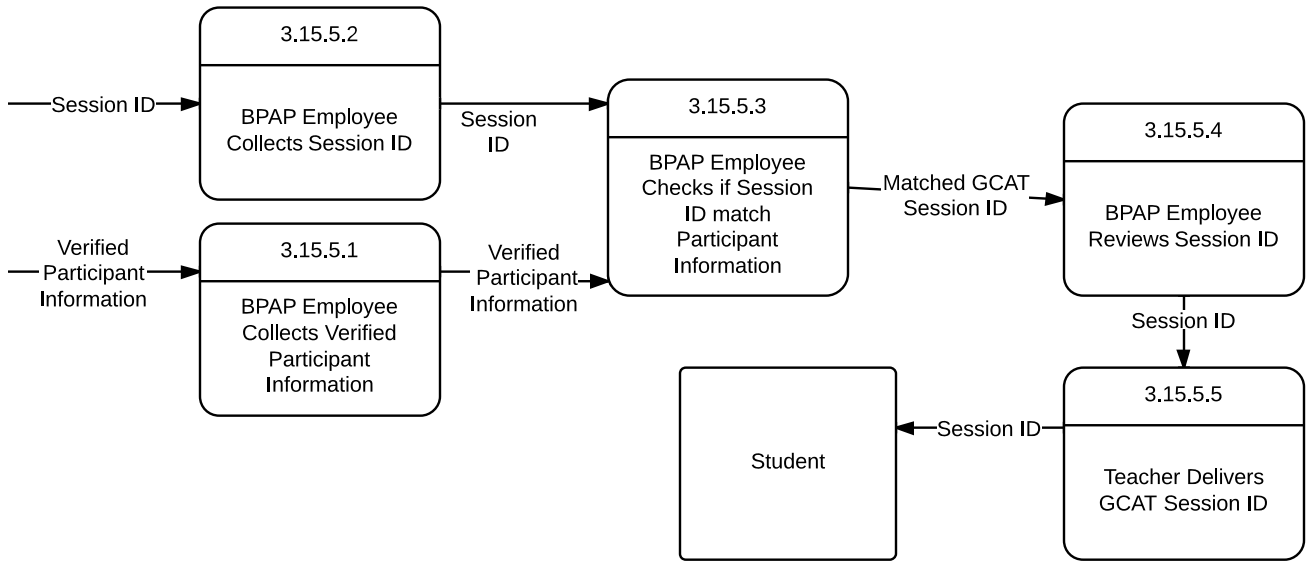 3.15.5.2
Session ID
BPAP Employee
Collects Session ID
Session
ID
Verified
Participant
Information
3.15.5.1
BPAP Employee
Collects Verified
Participant
Information
Verified
Participant
Information
3.15.5.3
BPAP Employee
Checks if Session
ID match
Participant
Information
Matched GCAT
Session ID
3.15.5.4
BPAP Employee
Reviews Session ID
Session ID
3.15.5.5
Teacher Delivers
GCAT Session ID
Session ID
Student